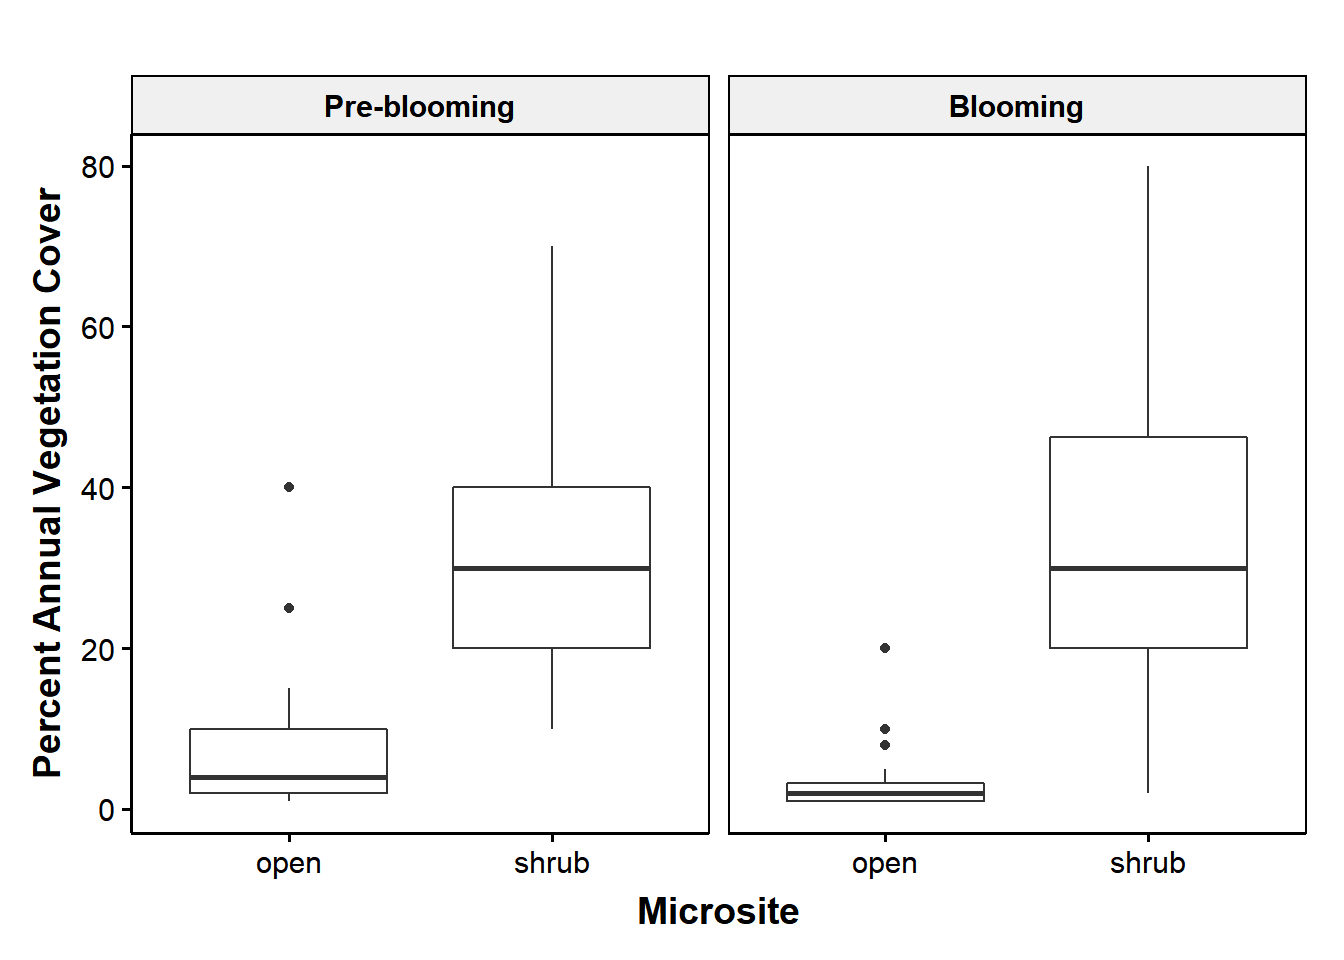 Pre-blooming
Blooming
Percent Annual Vegetation Cover
80
60
40
20
0
open
shrub
open
shrub
Microsite